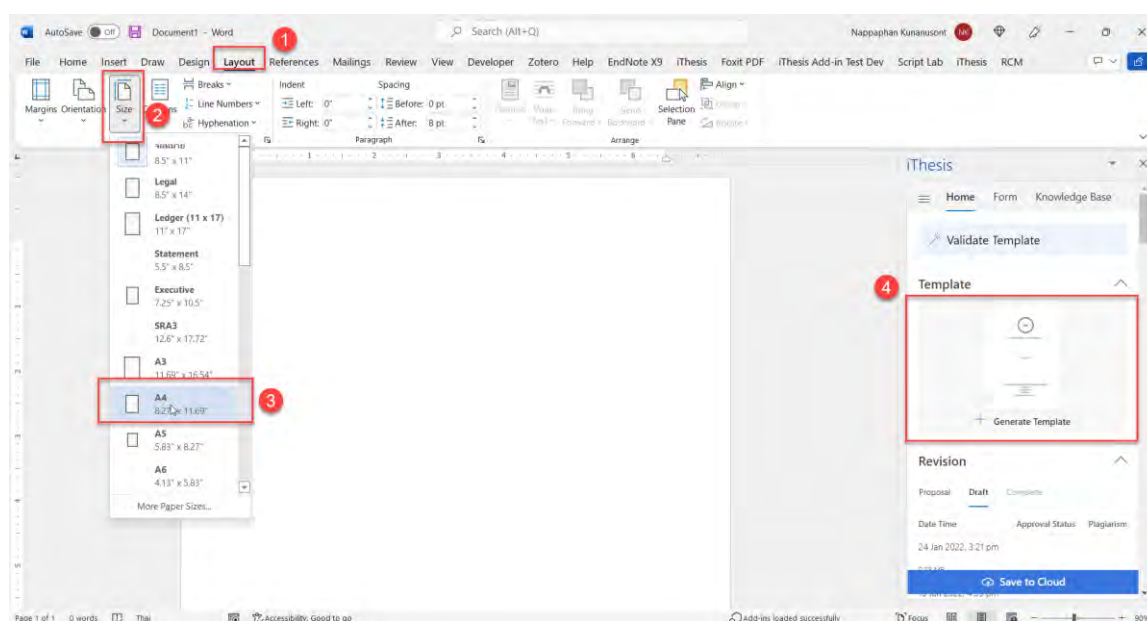 AutoSave Off Document1 - Word Search (Alt+Q) Nappaphan Kunanusont NK
1
File Home Insert Draw Design Layout References Mailings Review View Developer Zotero Help EndNote X9 iThesis Foxit PDF iThesis Add-in Test Dev Script Lab iThesis RCM
Margins Orientation Size
2
Breaks
Line Numbers
Hyphenation
Indent Spacing
Left: 0" Before: 0 pt
Right: 0" After: 8 pt
Paragraph
Selection Pane
Align
Arrange
8.5" x 11"
Legal
8.5" x 14"
Ledger (11 x 17)
11" x 17"
Statement
5.5" x 8.5"
Executive
7.25" x 10.5"
SRA3
12.6" x 17.72"
A3
11.69" x 16.54"
A4
8.27" x 11.69"
3
A5
5.83" x 8.27"
A6
4.13" x 5.83"
More Paper Sizes...
iThesis
Home Form Knowledge Base
Validate Template
Template
4
Generate Template
Revision
Proposal Draft Complete
Date Time Approval Status Plagiarism
24 Jan 2022, 3:21 pm
Save to Cloud
Page 1 of 1 0 words Thai Accessibility: Good to go Add-ins loaded successfully Focus 90%